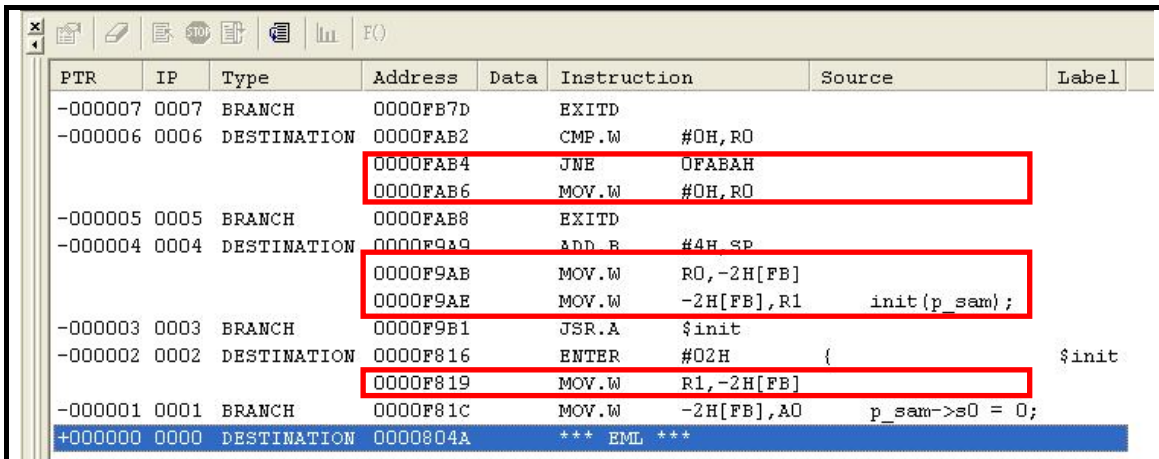 STOP F()
PTR IP Type Address Data Instruction Source Label
-000007 0007 BRANCH 0000FB7D EXITD
-000006 0006 DESTINATION 0000FAB2 CMP.W #0H,R0
0000FAB4 JNE 0FABAH
0000FAB6 MOV.W #0H,R0
-000005 0005 BRANCH 0000FAB8 EXITD
-000004 0004 DESTINATION 0000F9A9 ADD.B #4H,SP
0000F9AB MOV.W R0,-2H[FB]
0000F9AE MOV.W -2H[FB],R1 init(p_sam);
-000003 0003 BRANCH 0000F9B1 JSR.A $init
-000002 0002 DESTINATION 0000F816 ENTER #02H { $init
0000F819 MOV.W R1,-2H[FB]
-000001 0001 BRANCH 0000F81C MOV.W -2H[FB],A0 p_sam->s0 = 0;
+000000 0000 DESTINATION 0000804A *** EML ***